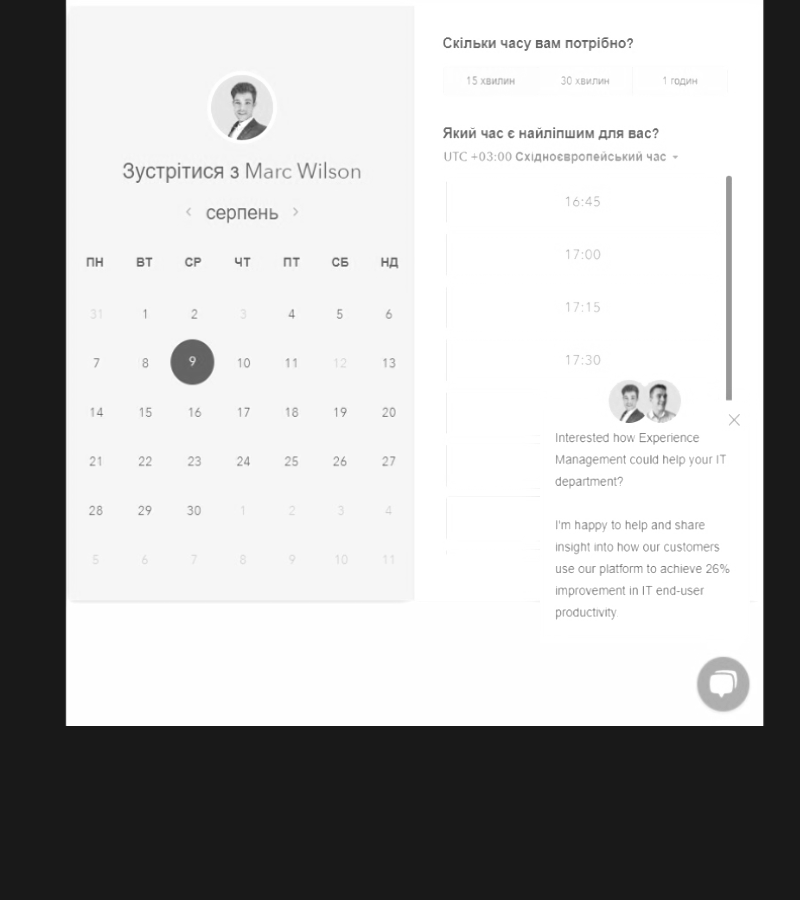 Зустрітися з Marc Wilson
серпень
ПН ВТ СР ЧТ ПТ СБ НД
31 1 2 3 4 5 6
7 8 9 10 11 12 13
14 15 16 17 18 19 20
21 22 23 24 25 26 27
28 29 30 1 2 3 4
5 6 7 8 9 10 11
Скільки часу вам потрібно?
15 хвилин 30 хвилин 1 годин
Який час є найліпшим для вас?
UTC +03:00 Східноєвропейський час
16:45
17:00
17:15
17:30
Interested how Experience
Management could help your IT
department?
I'm happy to help and share
insight into how our customers
use our platform to achieve 26%
improvement in IT end-user
productivity.